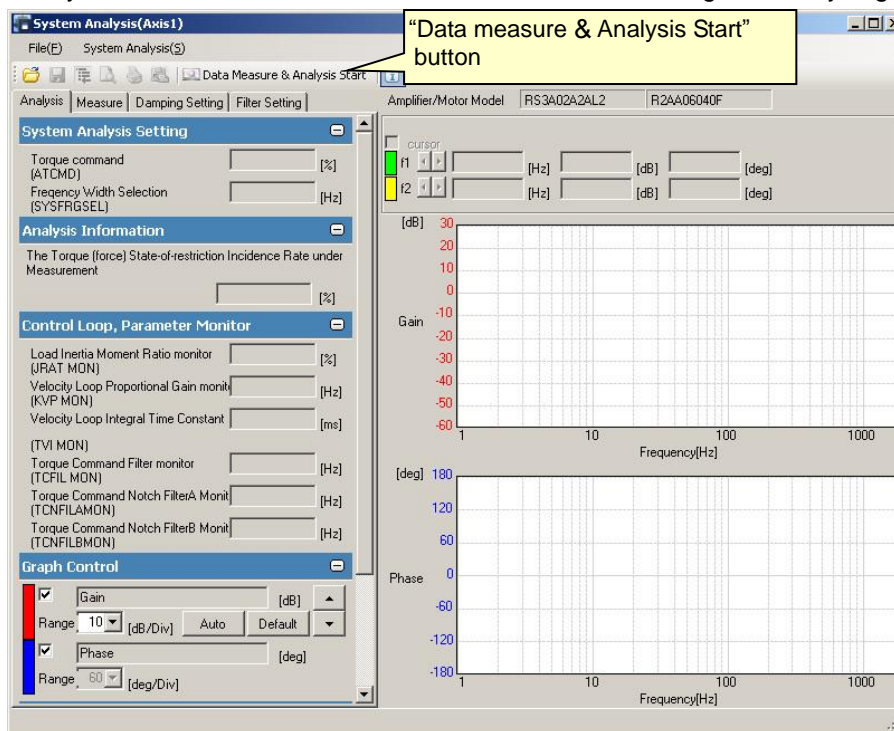 System Analysis(Axis1)
"Data measure & Analysis Start"
button
File(F) System Analysis(S)
Data Measure & Analysis Start
Analysis Measure Damping Setting Filter Setting
Amplifier/Motor Model RS3A02A2AL2 R2AA06040F
System Analysis Setting
cursor
Torque command [%]
(ATCMD)
f1 [Hz] [dB] [deg]
Freqency Width Selection [Hz]
(SYSFRGSEL)
f2 [Hz] [dB] [deg]
Analysis Information
The Torque (force) State-of-restriction Incidence Rate under
Measurement
[%]
Control Loop, Parameter Monitor
Load Inertia Moment Ratio monitor [%]
(JRAT MON)
Velocity Loop Proportional Gain monit [Hz]
(KVP MON)
Velocity Loop Integral Time Constant [ms]
(TVI MON)
Torque Command Filter monitor [Hz]
(TCFIL MON)
Torque Command Notch FilterA Monit [Hz]
(TCNFILAMON)
Torque Command Notch FilterB Monit [Hz]
(TCNFILBMON)
Graph Control
Gain [dB]
Range 10 [dB/Div] Auto Default
Phase [deg]
Range 60 [deg/Div]
[dB] 30
20
10
0
-10
Gain
-20
-30
-40
-50
-60
1 10 100 1000
Frequency[Hz]
[deg] 180
120
60
Phase 0
-60
-120
-180
1 10 100 1000
Frequency[Hz]